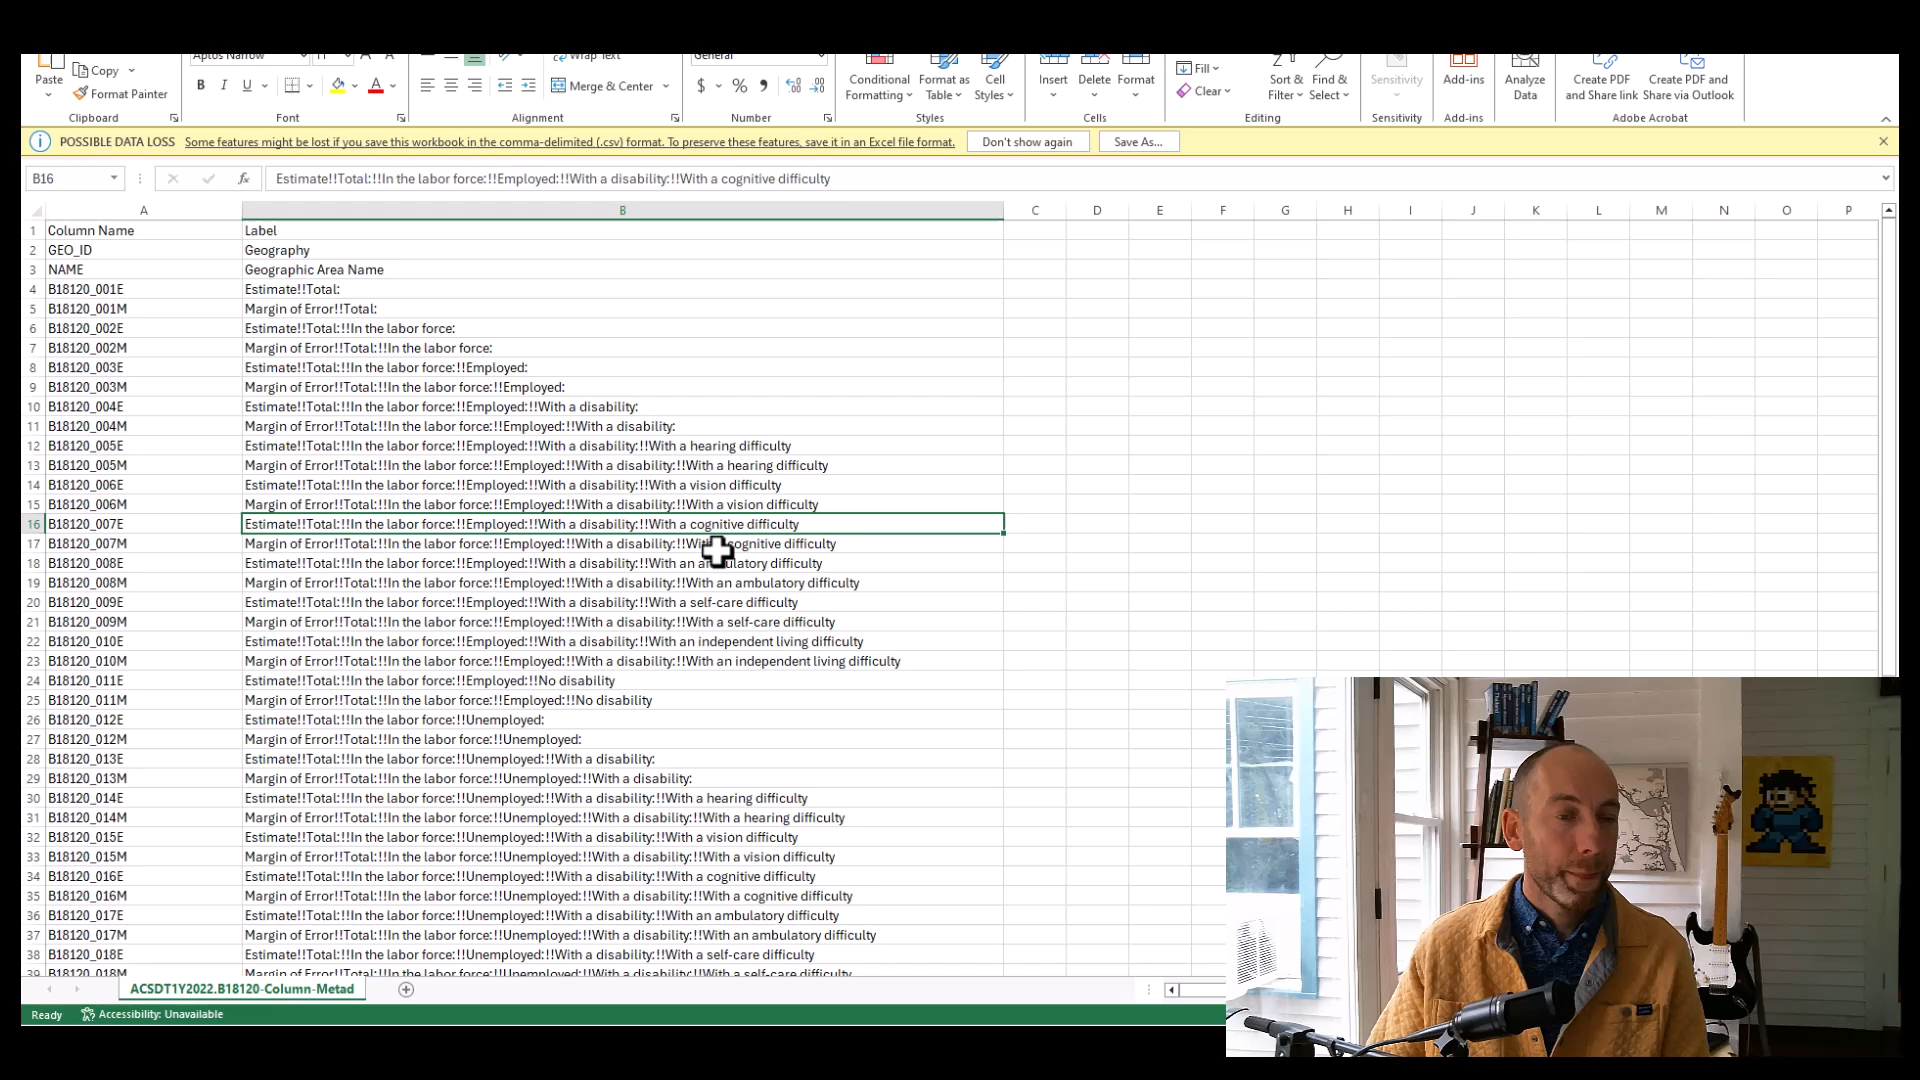 Aptos Narrow
Wrap Text
General
Paste
Copy
Format Painter
B I U
A
Merge & Center
$ % ,
Conditional Formatting
Format as Table
Cell Styles
Insert
Delete
Format
Fill
Clear
Sort & Filter
Find & Select
Sensitivity
Add-ins
Analyze Data
Create PDF and Share link
Create PDF and Share via Outlook
Clipboard
Font
Alignment
Number
Styles
Cells
Editing
Sensitivity
Add-ins
Adobe Acrobat
POSSIBLE DATA LOSS Some features might be lost if you save this workbook in the comma-delimited (.csv) format. To preserve these features, save it in an Excel file format. Don't show again Save As...
B16 fx Estimate!!Total:!!In the labor force:!!Employed:!!With a disability:!!With a cognitive difficulty
A B C D E F G H I J K L M N O P
1 Column Name Label
2 GEO_ID Geography
3 NAME Geographic Area Name
4 B18120_001E Estimate!!Total:
5 B18120_001M Margin of Error!!Total:
6 B18120_002E Estimate!!Total:!!In the labor force:
7 B18120_002M Margin of Error!!Total:!!In the labor force:
8 B18120_003E Estimate!!Total:!!In the labor force:!!Employed:
9 B18120_003M Margin of Error!!Total:!!In the labor force:!!Employed:
10 B18120_004E Estimate!!Total:!!In the labor force:!!Employed:!!With a disability:
11 B18120_004M Margin of Error!!Total:!!In the labor force:!!Employed:!!With a disability:
12 B18120_005E Estimate!!Total:!!In the labor force:!!Employed:!!With a disability:!!With a hearing difficulty
13 B18120_005M Margin of Error!!Total:!!In the labor force:!!Employed:!!With a disability:!!With a hearing difficulty
14 B18120_006E Estimate!!Total:!!In the labor force:!!Employed:!!With a disability:!!With a vision difficulty
15 B18120_006M Margin of Error!!Total:!!In the labor force:!!Employed:!!With a disability:!!With a vision difficulty
16 B18120_007E Estimate!!Total:!!In the labor force:!!Employed:!!With a disability:!!With a cognitive difficulty
17 B18120_007M Margin of Error!!Total:!!In the labor force:!!Employed:!!With a disability:!!With a cognitive difficulty
18 B18120_008E Estimate!!Total:!!In the labor force:!!Employed:!!With a disability:!!With an ambulatory difficulty
19 B18120_008M Margin of Error!!Total:!!In the labor force:!!Employed:!!With a disability:!!With an ambulatory difficulty
20 B18120_009E Estimate!!Total:!!In the labor force:!!Employed:!!With a disability:!!With a self-care difficulty
21 B18120_009M Margin of Error!!Total:!!In the labor force:!!Employed:!!With a disability:!!With a self-care difficulty
22 B18120_010E Estimate!!Total:!!In the labor force:!!Employed:!!With a disability:!!With an independent living difficulty
23 B18120_010M Margin of Error!!Total:!!In the labor force:!!Employed:!!With a disability:!!With an independent living difficulty
24 B18120_011E Estimate!!Total:!!In the labor force:!!Employed:!!No disability
25 B18120_011M Margin of Error!!Total:!!In the labor force:!!Employed:!!No disability
26 B18120_012E Estimate!!Total:!!In the labor force:!!Unemployed:
27 B18120_012M Margin of Error!!Total:!!In the labor force:!!Unemployed:
28 B18120_013E Estimate!!Total:!!In the labor force:!!Unemployed:!!With a disability:
29 B18120_013M Margin of Error!!Total:!!In the labor force:!!Unemployed:!!With a disability:
30 B18120_014E Estimate!!Total:!!In the labor force:!!Unemployed:!!With a disability:!!With a hearing difficulty
31 B18120_014M Margin of Error!!Total:!!In the labor force:!!Unemployed:!!With a disability:!!With a hearing difficulty
32 B18120_015E Estimate!!Total:!!In the labor force:!!Unemployed:!!With a disability:!!With a vision difficulty
33 B18120_015M Margin of Error!!Total:!!In the labor force:!!Unemployed:!!With a disability:!!With a vision difficulty
34 B18120_016E Estimate!!Total:!!In the labor force:!!Unemployed:!!With a disability:!!With a cognitive difficulty
35 B18120_016M Margin of Error!!Total:!!In the labor force:!!Unemployed:!!With a disability:!!With a cognitive difficulty
36 B18120_017E Estimate!!Total:!!In the labor force:!!Unemployed:!!With a disability:!!With an ambulatory difficulty
37 B18120_017M Margin of Error!!Total:!!In the labor force:!!Unemployed:!!With a disability:!!With an ambulatory difficulty
38 B18120_018E Estimate!!Total:!!In the labor force:!!Unemployed:!!With a disability:!!With a self-care difficulty
39 B18120_018M Margin of Error!!Total:!!In the labor force:!!Unemployed:!!With a disability:!!With a self-care difficulty
ACSDT1Y2022.B18120-Column-Metad
Ready Accessibility: Unavailable